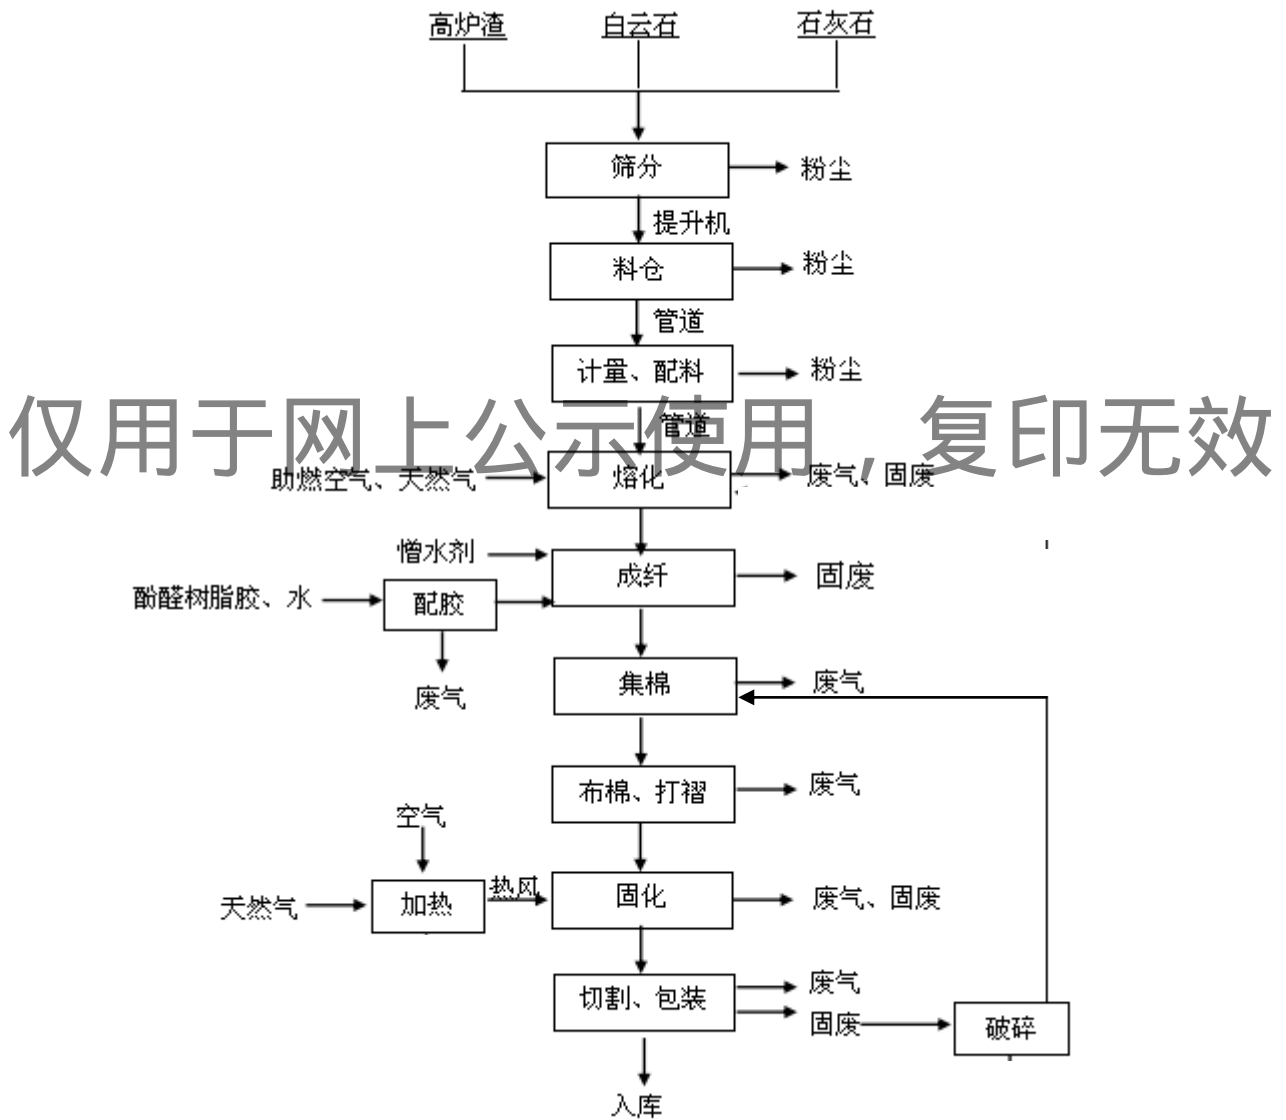 高炉渣 白云石 石灰石
筛分 粉尘
提升机
料仓 粉尘
管道
计量、配料 粉尘
仅用于网上公示使用，复印无效
管道
助燃空气、天然气 熔化 废气、固废
憎水剂
成纤 固废
酚醛树脂胶、水 配胶
集棉 废气
废气
布棉、打褶 废气
空气
热风
天然气 加热 固化 废气、固废
切割、包装 废气
固废 破碎
入库